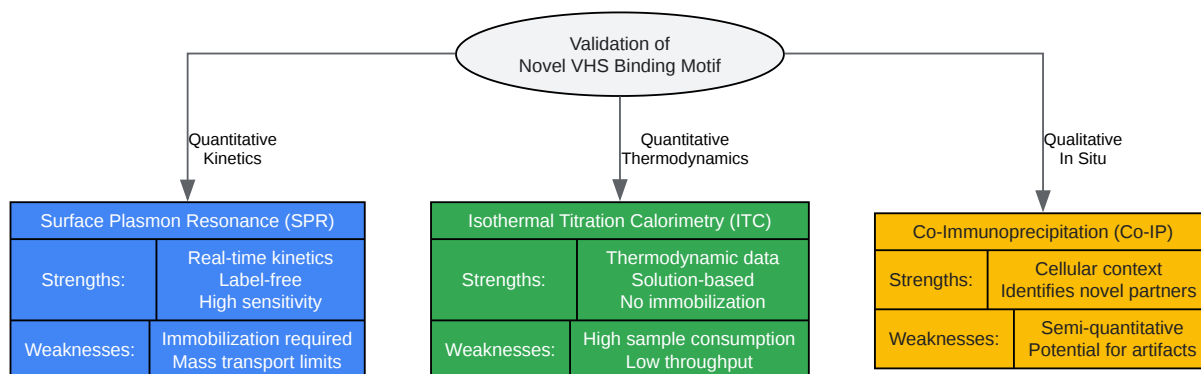 Validation of
Novel VHS Binding Motif
Quantitative
Kinetics
Quantitative
Thermodynamics
Qualitative
In Situ
Surface Plasmon Resonance (SPR)
Strengths:
Real-time kinetics
Label-free
High sensitivity
Weaknesses:
Immobilization required
Mass transport limits
Isothermal Titration Calorimetry (ITC)
Strengths:
Thermodynamic data
Solution-based
No immobilization
Weaknesses:
High sample consumption
Low throughput
Co-Immunoprecipitation (Co-IP)
Strengths:
Cellular context
Identifies novel partners
Weaknesses:
Semi-quantitative
Potential for artifacts